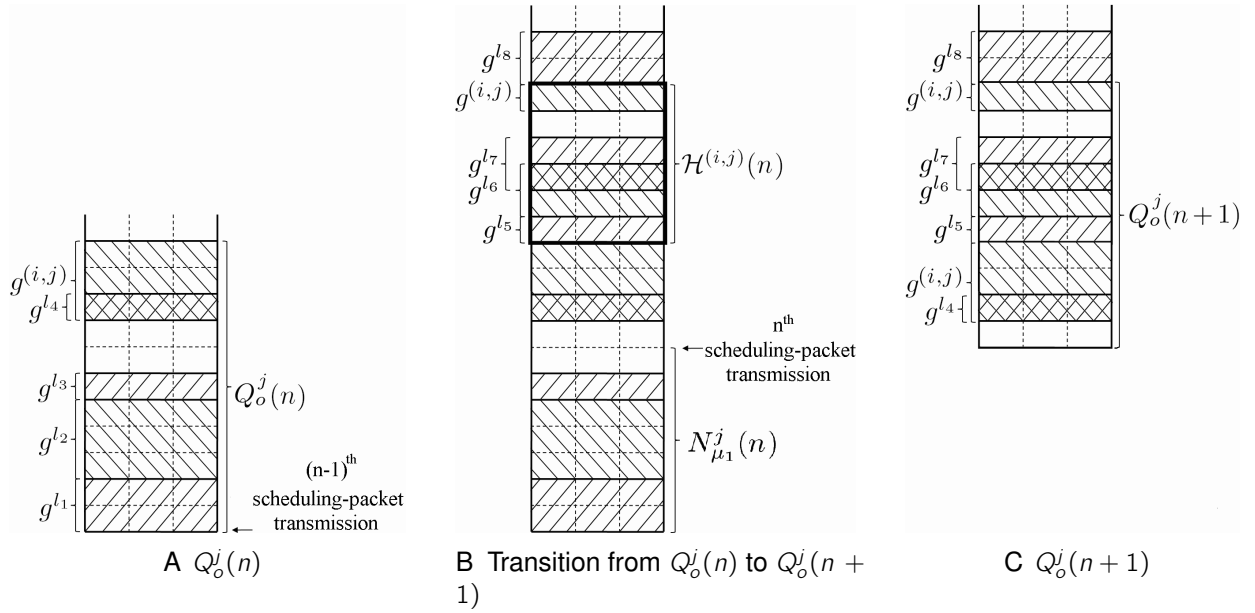 g^{l_4}
g^{(i,j)}
g^{l_3}
g^{l_2}
g^{l_1}
Q_o^j(n)
(n-1)^th
scheduling-packet
transmission
A Q_o^j(n)
g^{l_8}
g^{(i,j)}
g^{l_7}
g^{l_6}
g^{l_5}
\mathcal{H}^{(i,j)}(n)
n^th
scheduling-packet
transmission
N_{\mu_1}^j(n)
B Transition from Q_o^j(n) to Q_o^j(n +
1)
g^{l_8}
g^{(i,j)}
g^{l_7}
g^{l_6}
g^{l_5}
g^{(i,j)}
g^{l_4}
Q_o^j(n+1)
C Q_o^j(n + 1)